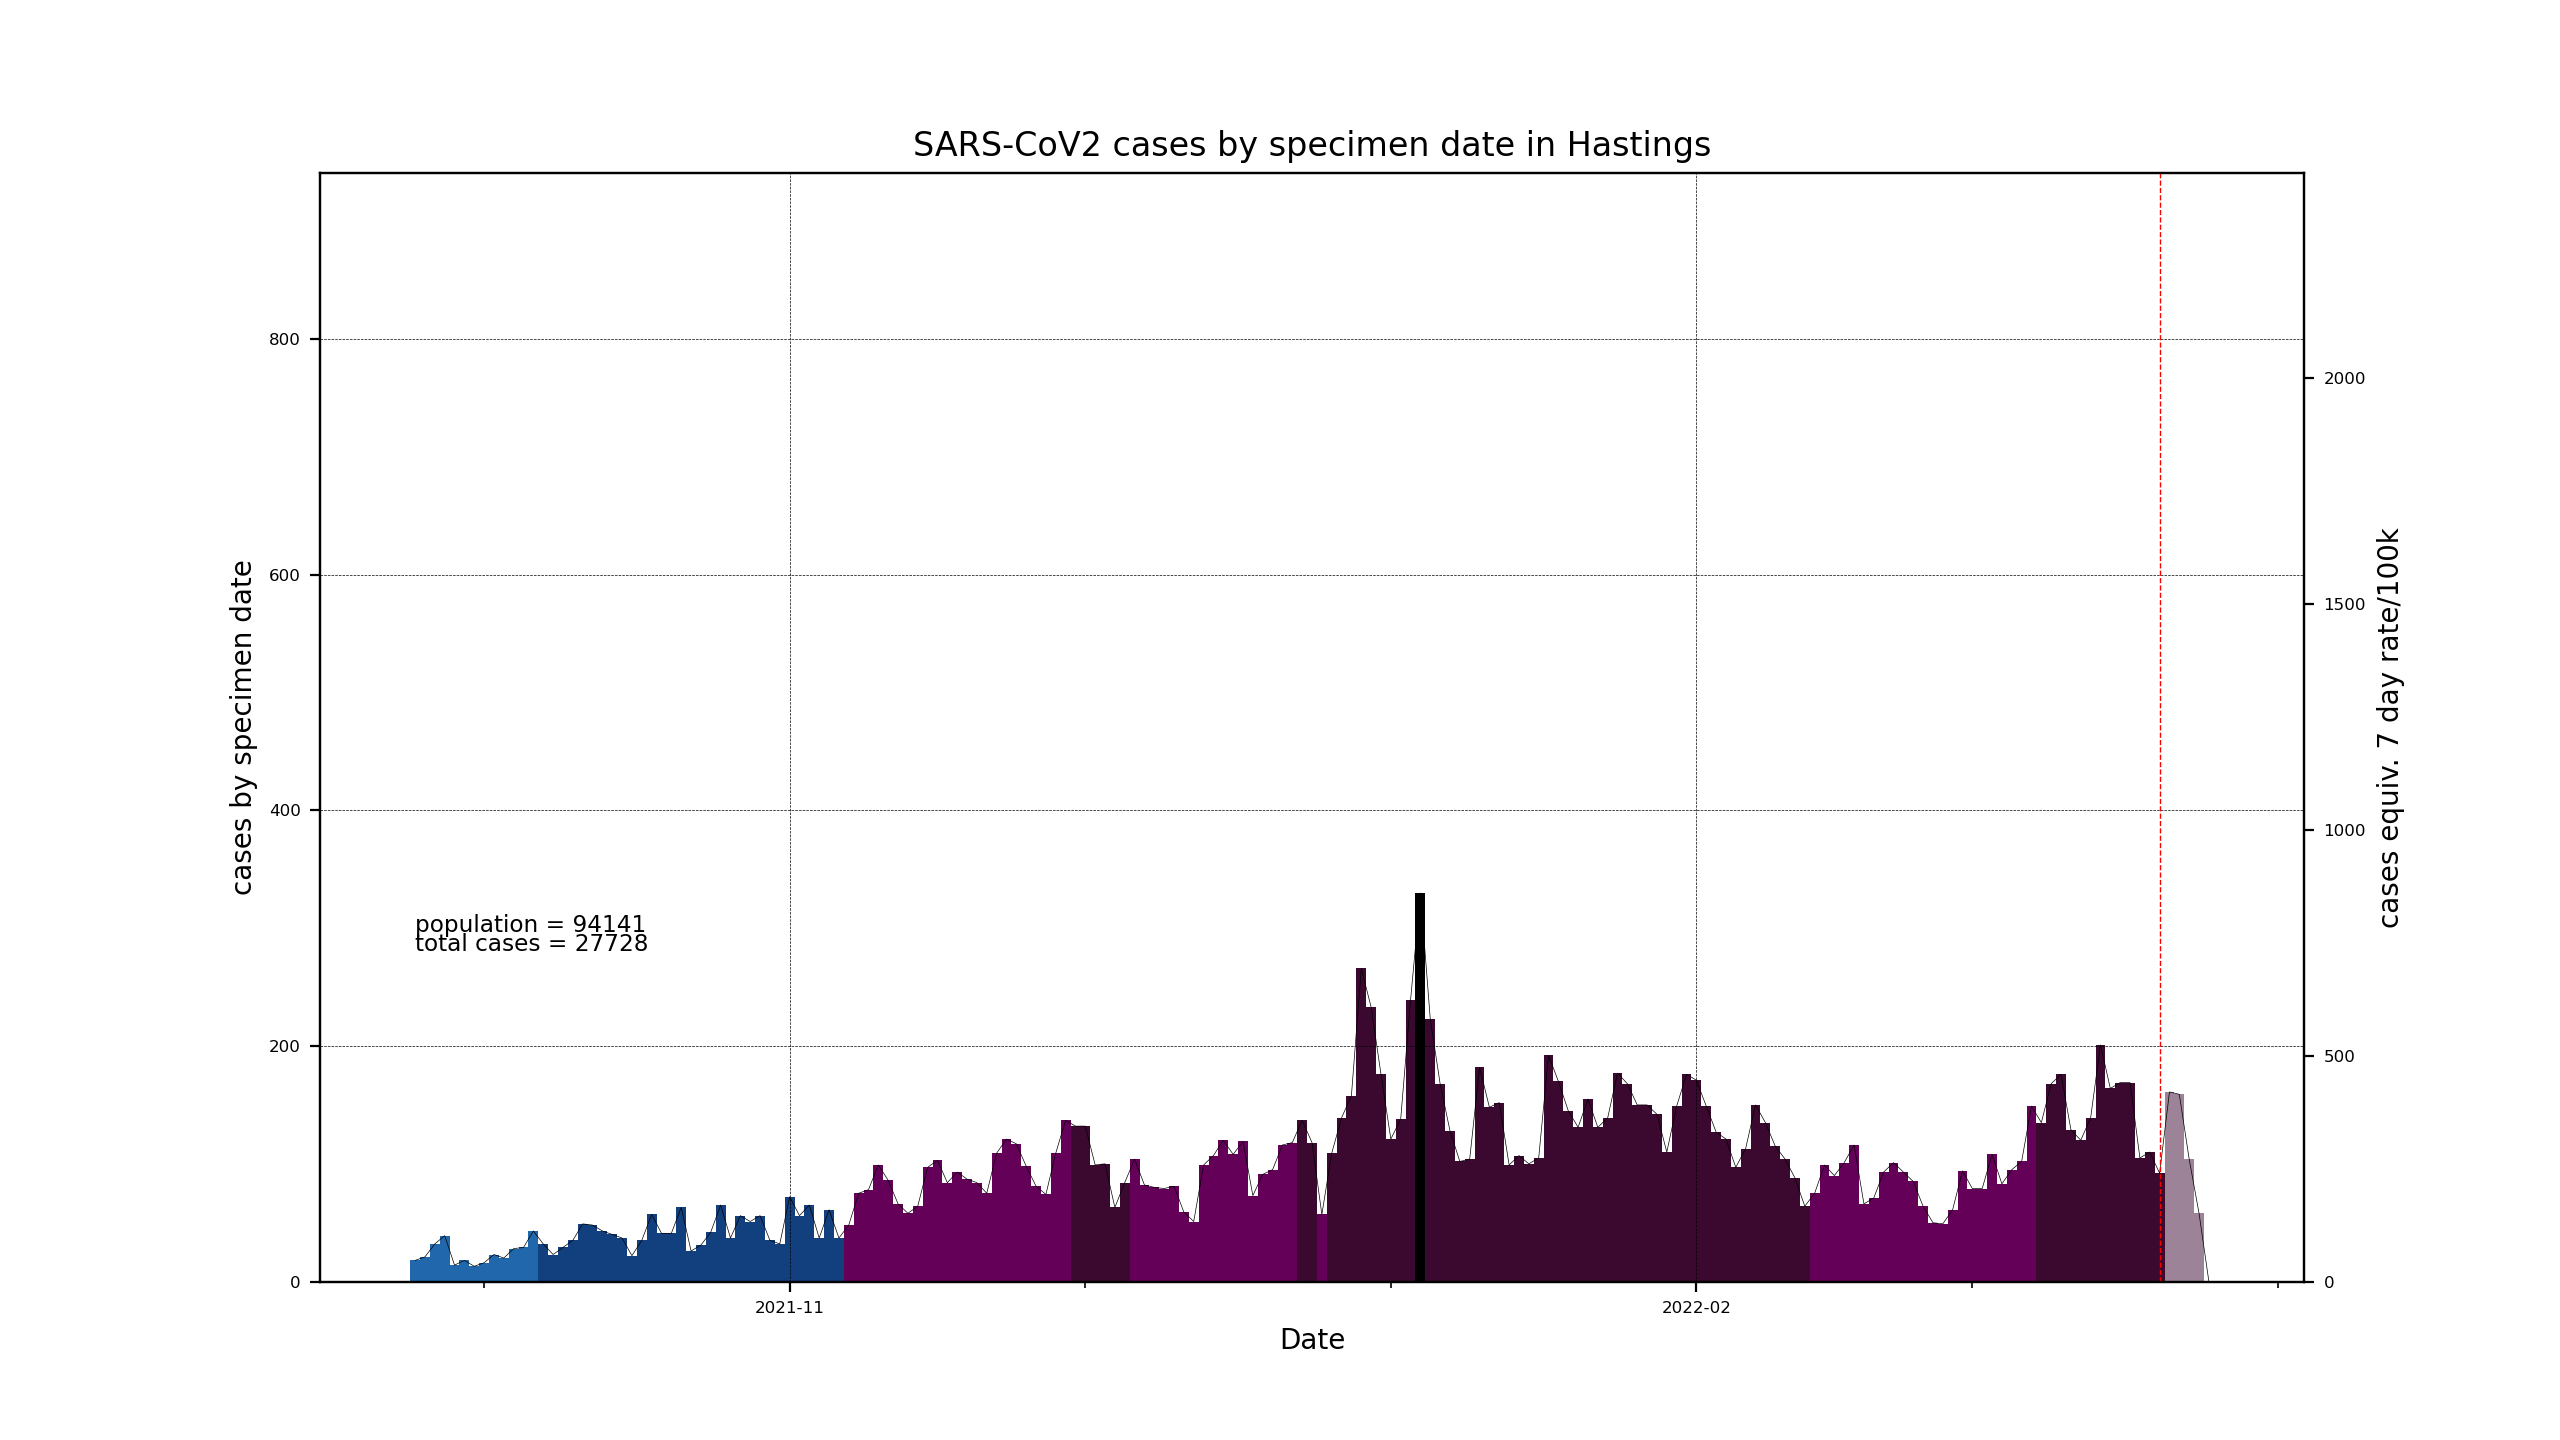 SARS-CoV2 cases by specimen date in Hastings
cases by specimen date
800
600
400
200
0
population = 94141
total cases = 27728
2000
1500
1000
500
0
cases equiv. 7 day rate/100k
2021-11
2022-02
Date